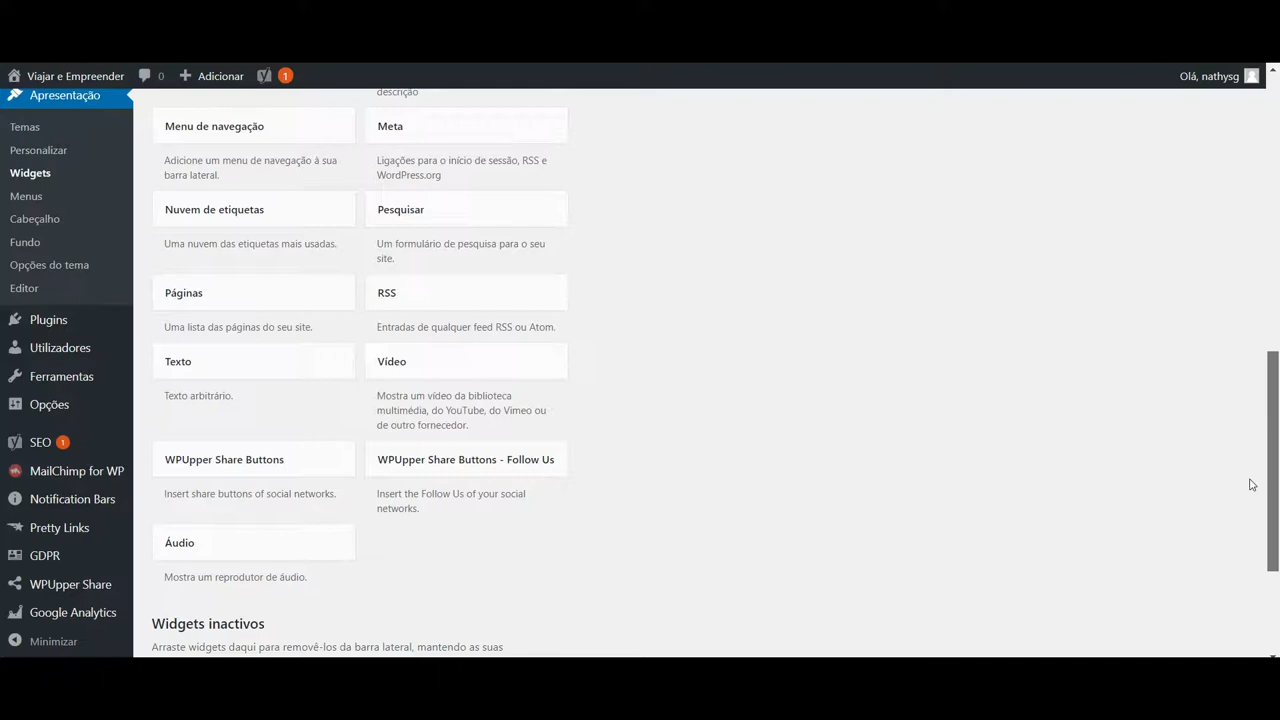 Viajar e Empreender 0 Adicionar 1 Olá, nathysg
Apresentação
Temas
Personalizar
Widgets
Menus
Cabeçalho
Fundo
Opções do tema
Editor
Plugins
Utilizadores
Ferramentas
Opções
SEO 1
MailChimp for WP
Notification Bars
Pretty Links
GDPR
WPUpper Share
Google Analytics
Minimizar
descrição
Menu de navegação
Adicione um menu de navegação à sua
barra lateral.
Meta
Ligações para o início de sessão, RSS e
WordPress.org
Nuvem de etiquetas
Uma nuvem das etiquetas mais usadas.
Pesquisar
Um formulário de pesquisa para o seu
site.
Páginas
Uma lista das páginas do seu site.
RSS
Entradas de qualquer feed RSS ou Atom.
Texto
Texto arbitrário.
Vídeo
Mostra um vídeo da biblioteca
multimédia, do YouTube, do Vimeo ou
de outro fornecedor.
WPUpper Share Buttons
Insert share buttons of social networks.
WPUpper Share Buttons - Follow Us
Insert the Follow Us of your social
networks.
Áudio
Mostra um reprodutor de áudio.
Widgets inactivos
Arraste widgets daqui para removê-los da barra lateral, mantendo as suas